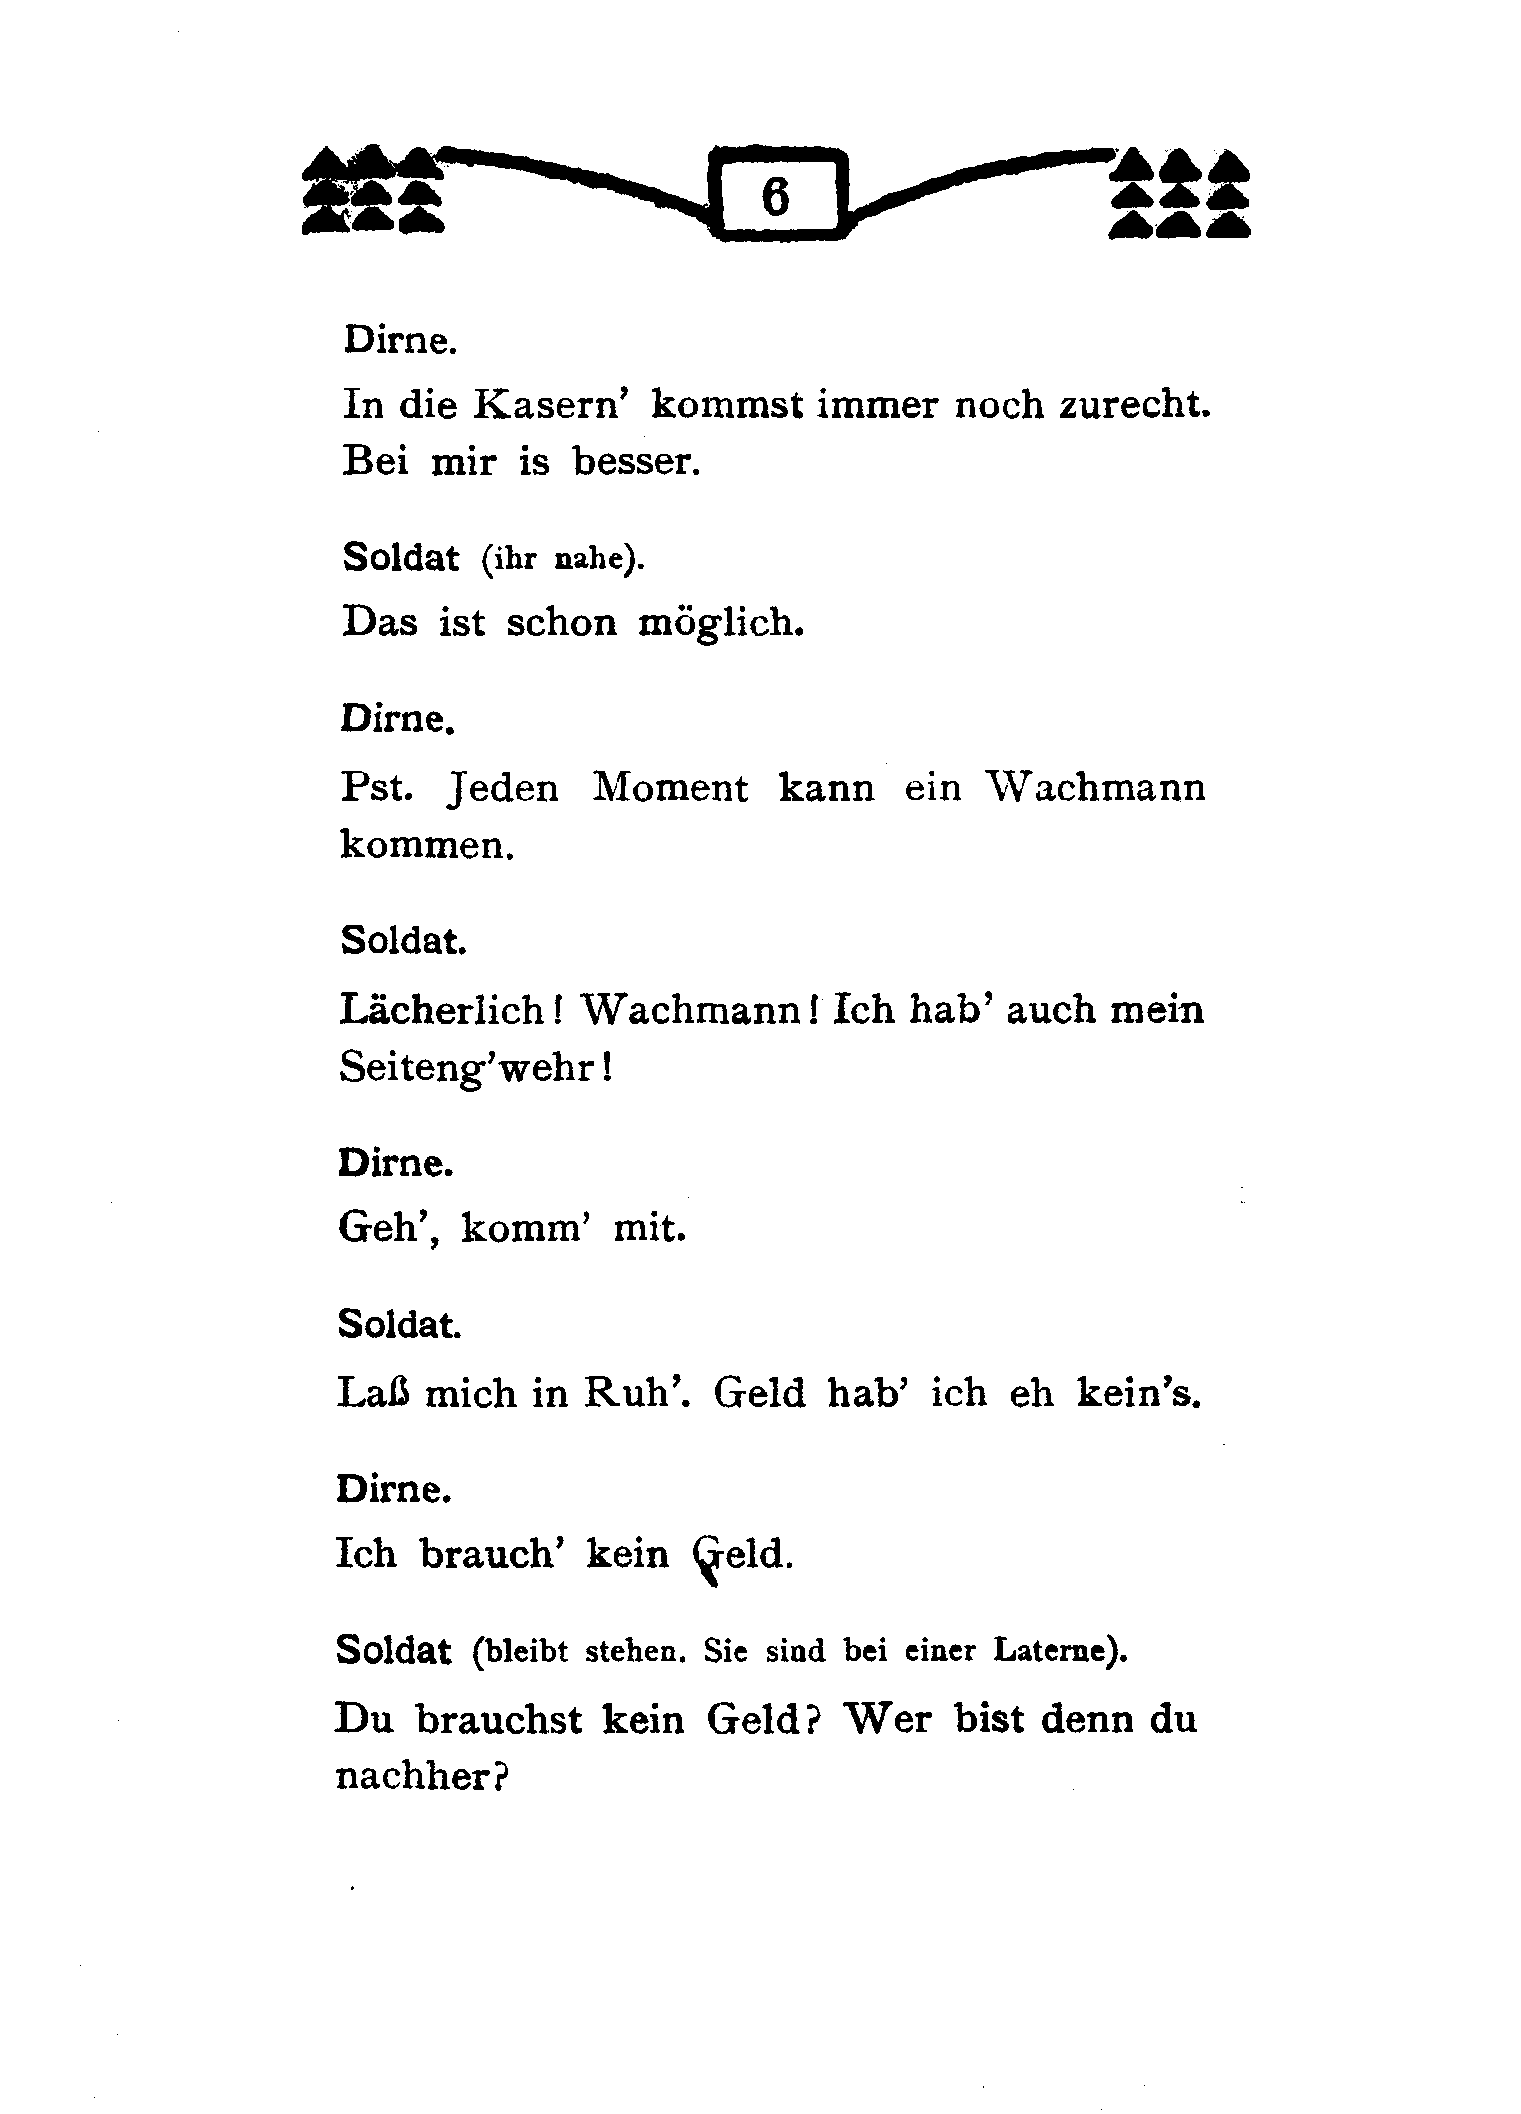 6
Dirne.
In die Kasern’ kommst immer noch zurecht.
Bei mir is besser.
Soldat (ihr nahe).
Das ist schon möglich.
Dirne.
Pst. Jeden Moment kann ein Wachmann
kommen.
Soldat.
Lächerlich! Wachmann! Ich hab’ auch mein
Seiteng’wehr!
Dirne.
Geh’, komm’ mit.
Soldat.
Laß mich in Ruh’. Geld hab’ ich eh kein’s.
Dirne.
Ich brauch’ kein Geld.
Soldat (bleibt stehen. Sie sind bei einer Laterne).
Du brauchst kein Geld? Wer bist denn du
nachher?